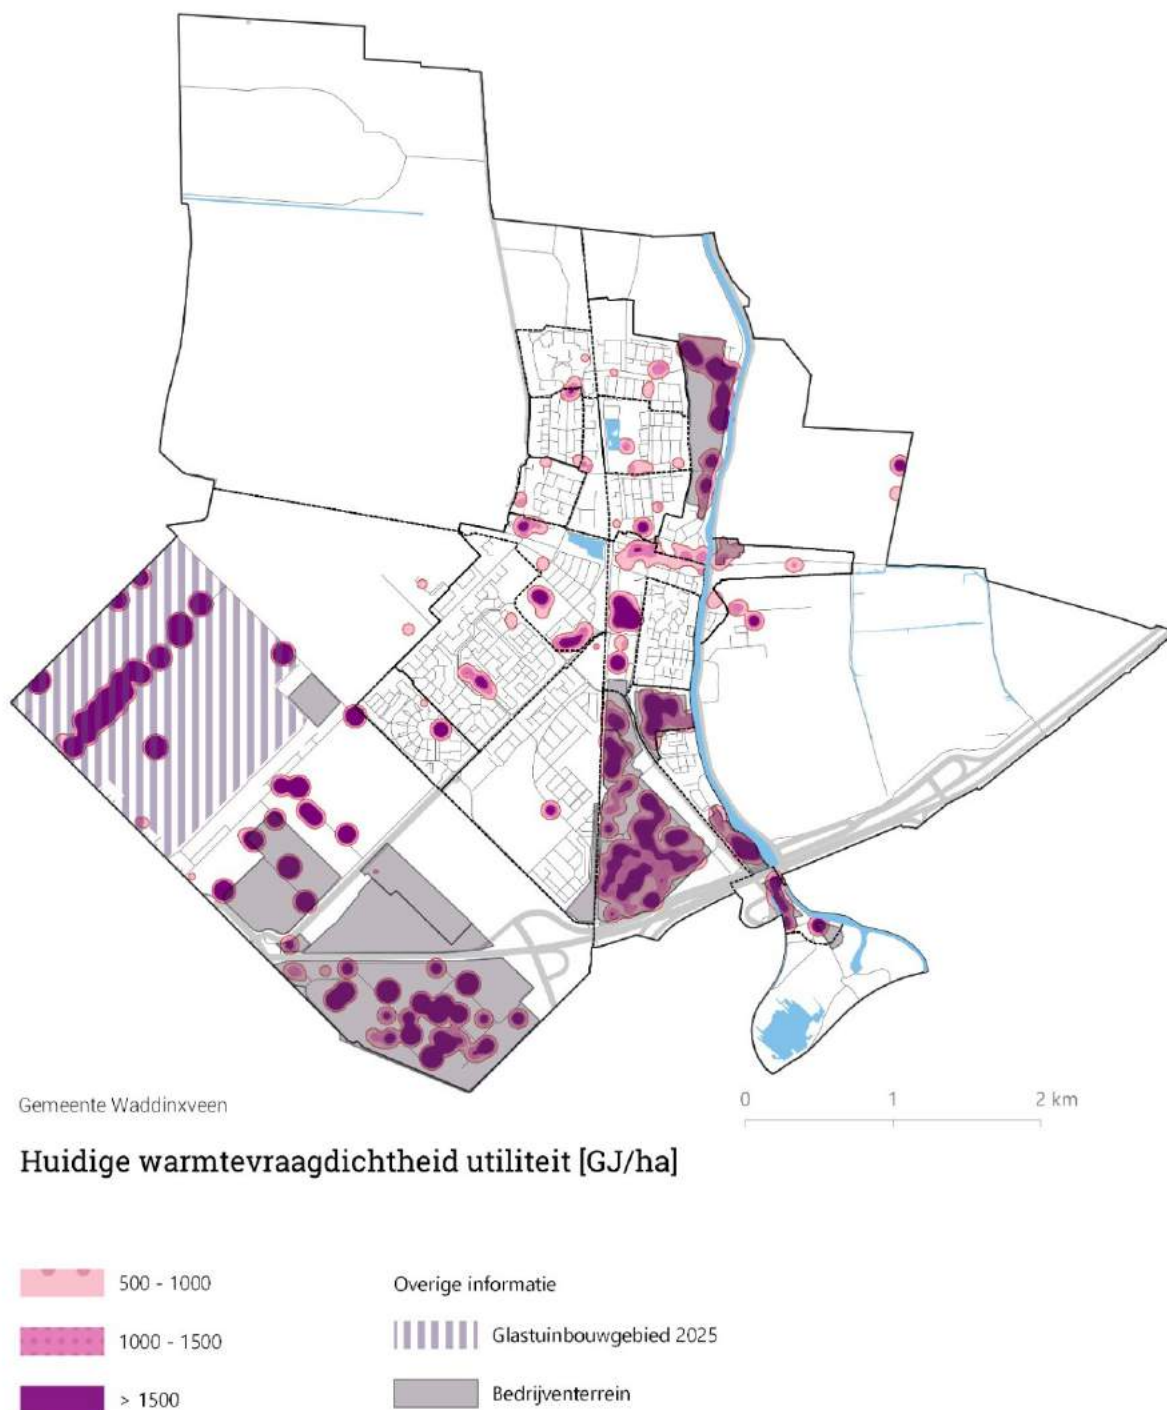 Gemeente Waddinxveen
0 1 2 km
Huidige warmtevraagdichtheid utiliteit [GJ/ha]
500 - 1000
Overige informatie
1000 - 1500
Glastuinbouwgebied 2025
> 1500
Bedrijventerrein